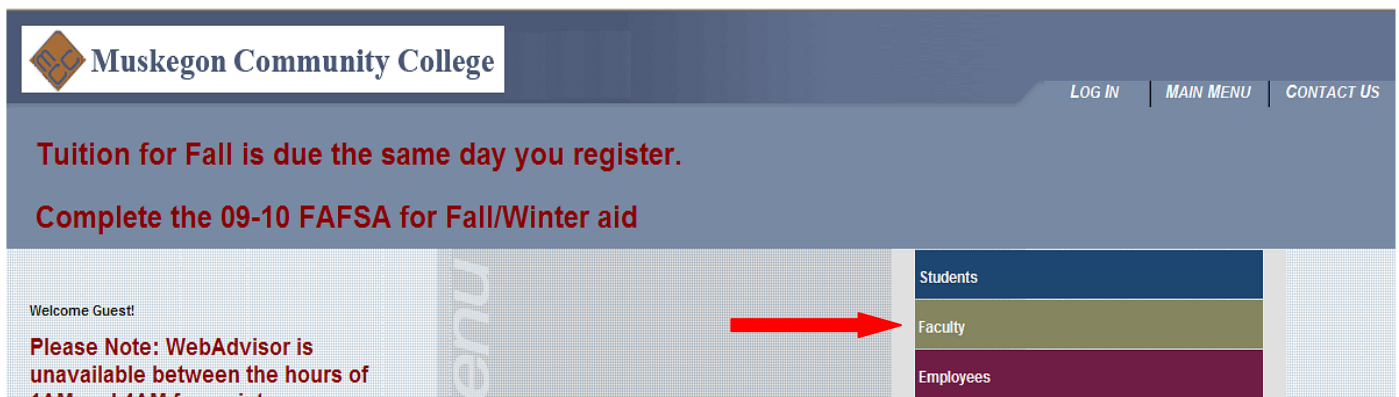 MCC
Muskegon Community College
LOG IN
MAIN MENU
CONTACT US
Tuition for Fall is due the same day you register.
Complete the 09-10 FAFSA for Fall/Winter aid
Welcome Guest!
Please Note: WebAdvisor is
unavailable between the hours of
enu
Students
Faculty
Employees